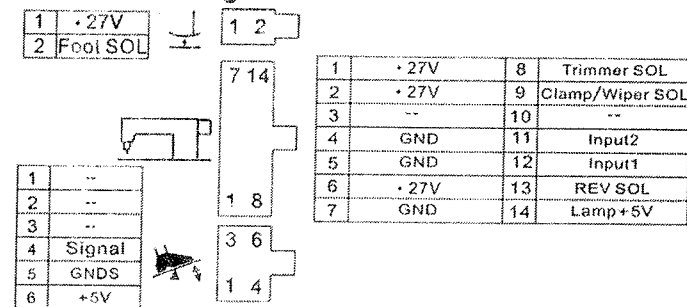 1 · 27V
2 Fool SOL
1 2
7 14
1 8
1 · 27V 8 Trimmer SOL
2 · 27V 9 Clamp/Wiper SOL
3 -- 10 --
4 GND 11 Input2
5 GND 12 Input1
6 · 27V 13 REV SOL
7 GND 14 Lamp+5V
1 --
2 --
3 --
4 Signal
5 GNDS
6 +5V
3 6
1 4